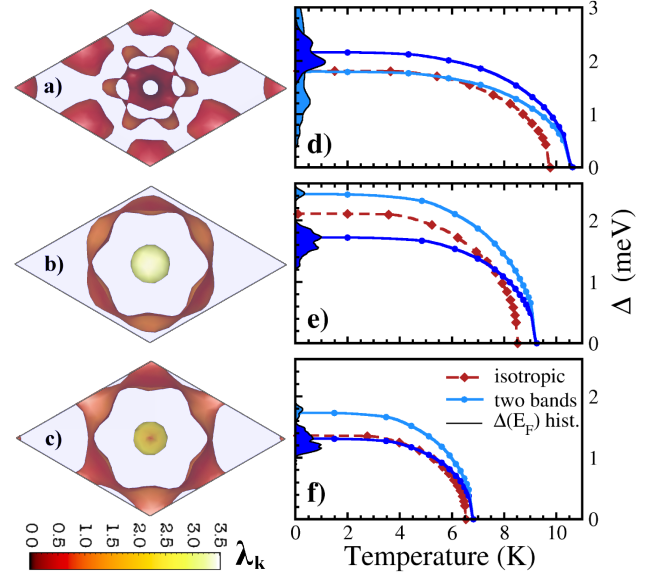 a)
b)
c)
0.0 0.5 1.0 1.5 2.0 2.5 3.0 3.5
λk
d)
3
2
1
0
e)
2
1
0
f)
isotropic
two bands
Δ(EF) hist.
2
1
0
0 2 4 6 8 10
Temperature (K)
Δ (meV)